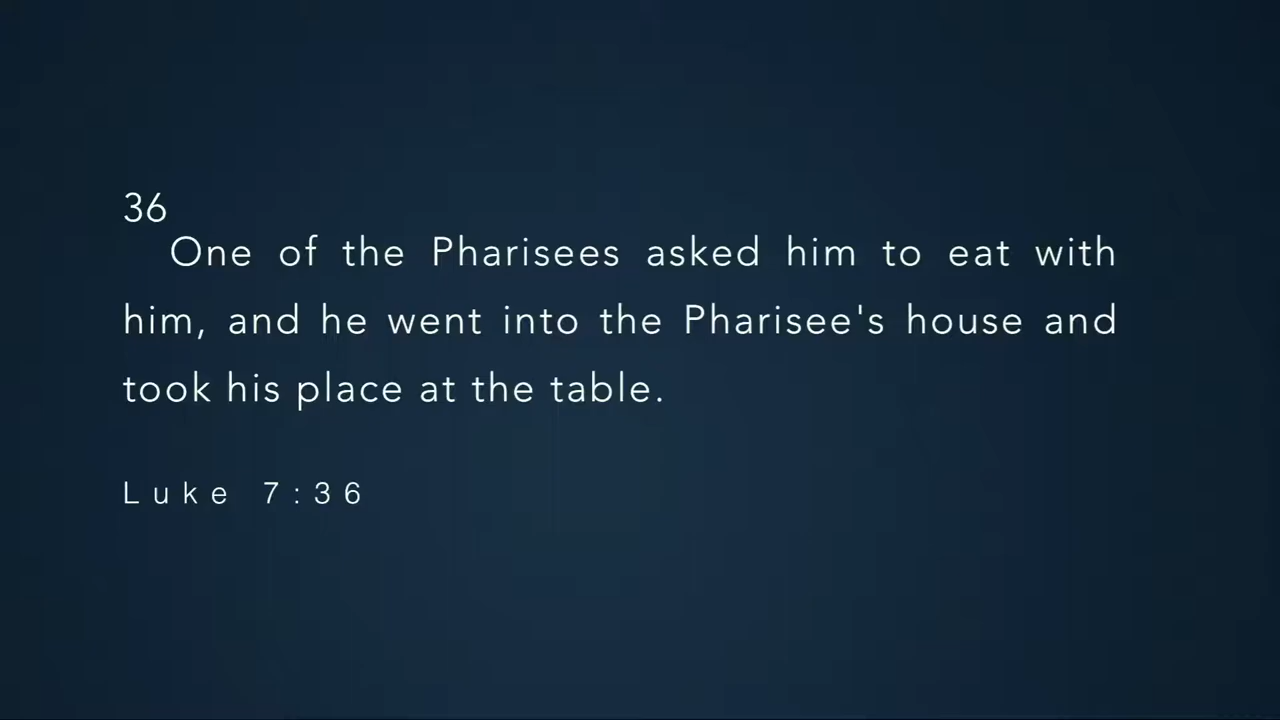 36
One of the Pharisees asked him to eat with
him, and he went into the Pharisee's house and
took his place at the table.
Luke 7:36